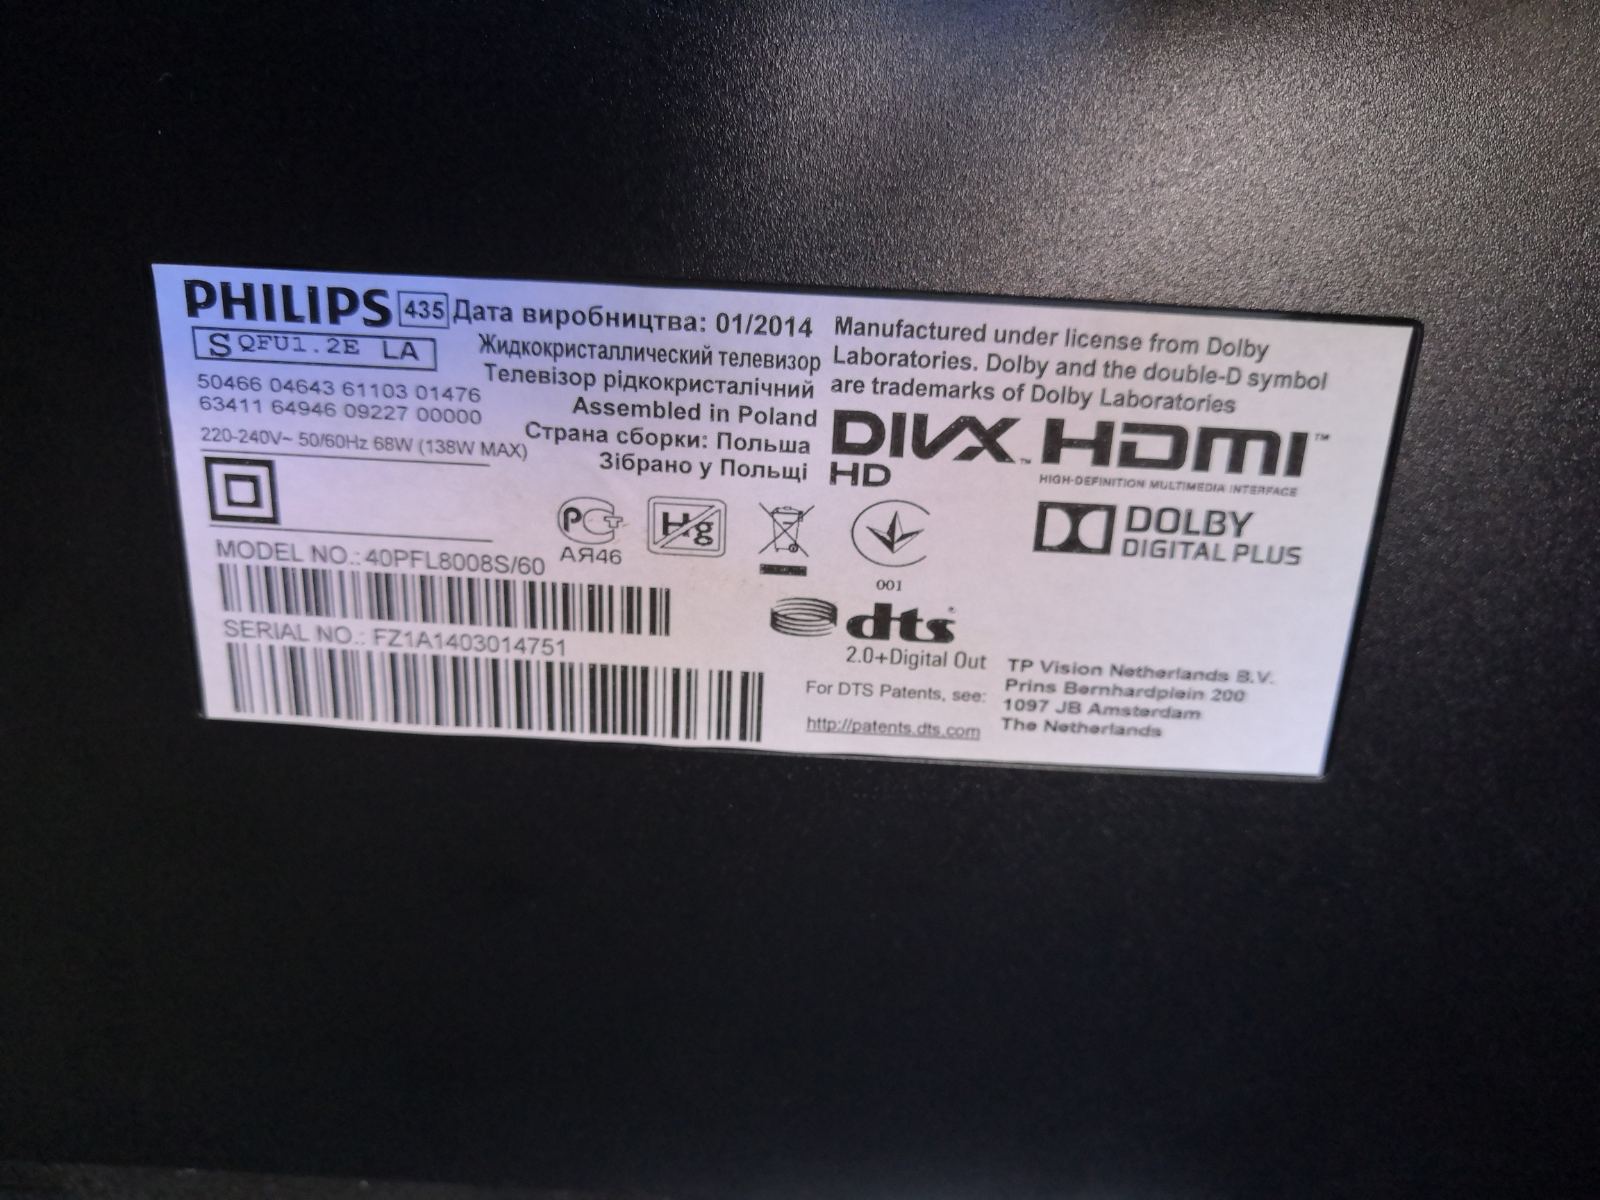 PHILIPS 435 Дата виробництва: 01/2014
S QFU1.2E LA
Жидкокристаллический телевизор
Телевізор рідкокристалічний
50466 04643 61103 01476
63411 64946 09227 00000
Assembled in Poland
Страна сборки: Польша
Зібрано у Польщі
220-240V~ 50/60Hz 68W (138W MAX)
Manufactured under license from Dolby
Laboratories. Dolby and the double-D symbol
are trademarks of Dolby Laboratories
DIVX HD
HDMI™
HIGH-DEFINITION MULTIMEDIA INTERFACE
РСТ
АЯ46
Hg
001
DOLBY
DIGITAL PLUS
MODEL NO.: 40PFL8008S/60
SERIAL NO.: FZ1A1403014751
dts
2.0+Digital Out
For DTS Patents, see:
http://patents.dts.com
TP Vision Netherlands B.V.
Prins Bernhardplein 200
1097 JB Amsterdam
The Netherlands